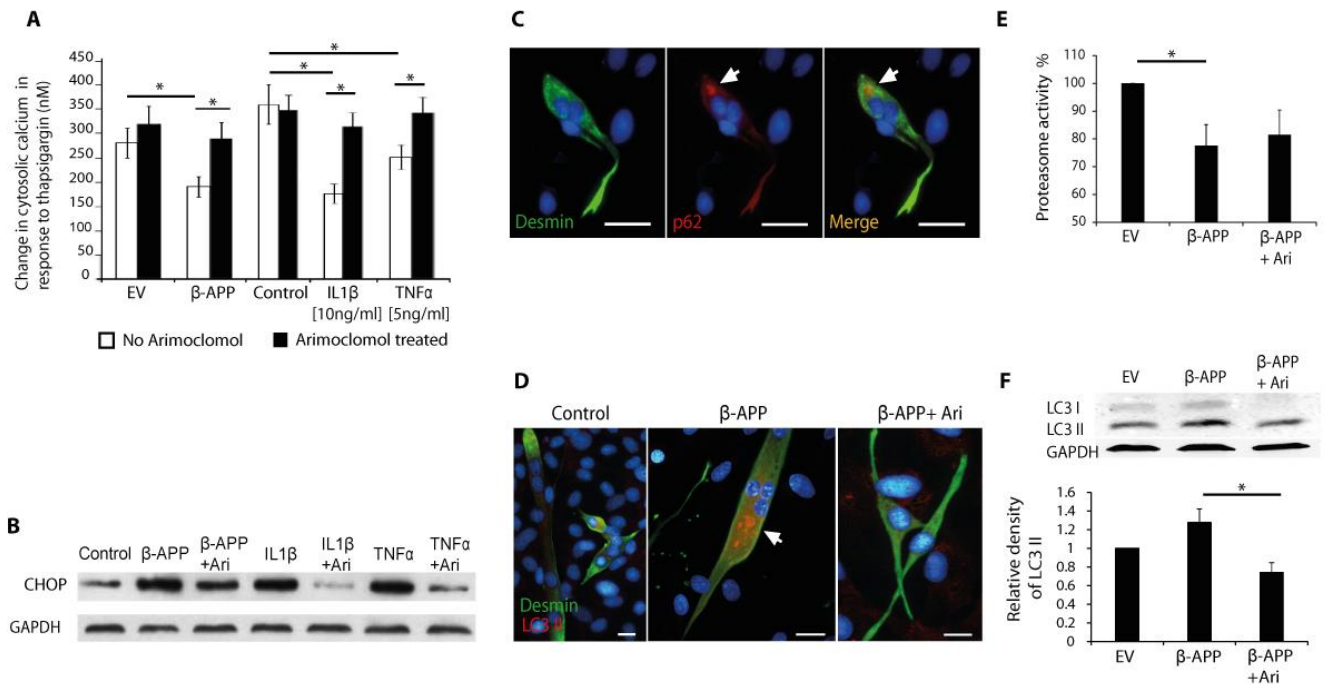 A
Change in cytosolic calcium in
response to thapsigargin (nM)
450
400
350
300
250
200
150
100
50
0
*
*
*
*
*
*
EV
β-APP
Control
IL1β
[10ng/ml]
TNFα
[5ng/ml]
No Arimoclomol
Arimoclomol treated
B
Control
β-APP
β-APP
+Ari
IL1β
IL1β
+Ari
TNFα
TNFα
+Ari
CHOP
GAPDH
C
Desmin
p62
Merge
D
Control
β-APP
β-APP+ Ari
Desmin
LC3 II
E
Proteasome activity %
110
100
90
80
70
60
50
*
EV
β-APP
β-APP
+ Ari
F
EV
β-APP
β-APP
+ Ari
LC3 I
LC3 II
GAPDH
Relative density
of LC3 II
1.6
1.4
1.2
1
0.8
0.6
0.4
0.2
0
*
EV
β-APP
β-APP
+Ari